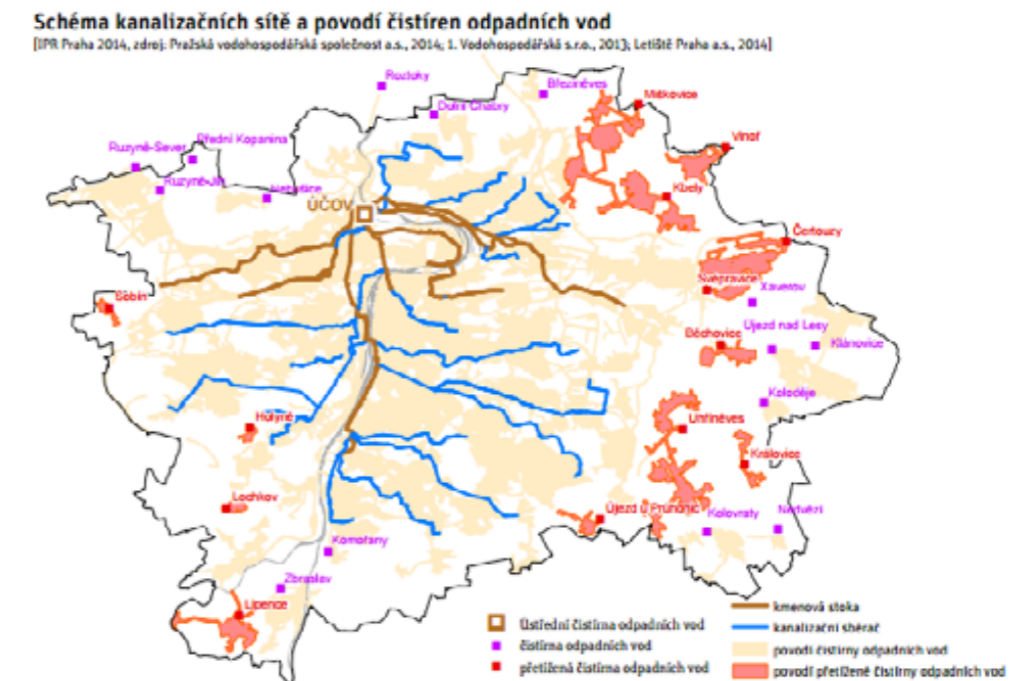 Schéma kanalizačních sítě a povodí čistíren odpadních vod
[IPR Praha 2014, zdroj: Pražská vodohospodářská společnost a.s., 2014; 1. Vodohospodářská s.r.o., 2013; Letiště Praha a.s., 2014]
Roztoky
Březiněves
Miškovice
Dolní Chabry
Vinoř
Přední Kopanina
Ruzyně-Sever
Ruzyně-Jih
Nebušice
Kbely
ÚČOV
Čertouzy
Svépravice
Xaverov
Sobín
Újezd nad Lesy
Běchovice
Klánovice
Koloděje
Uhříněves
Královice
Lochkov
Újezd u Průhonic
Kolovraty
Nedvězí
Komořany
Zbraslav
Lipence
kmenová stoka
Ústřední čistírna odpadních vod
kanalizační sběrač
čistírna odpadních vod
povodí čistírny odpadních vod
přetížená čistírna odpadních vod
povodí přetížené čistírny odpadních vod